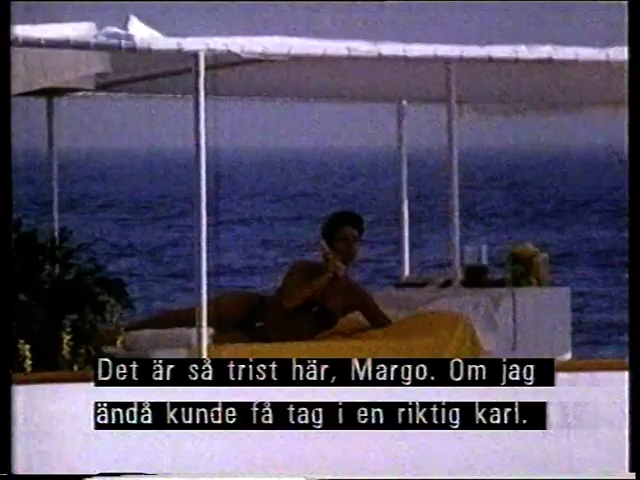 Det är så trist här, Margo. Om jag
ändå kunde få tag i en riktig karl.